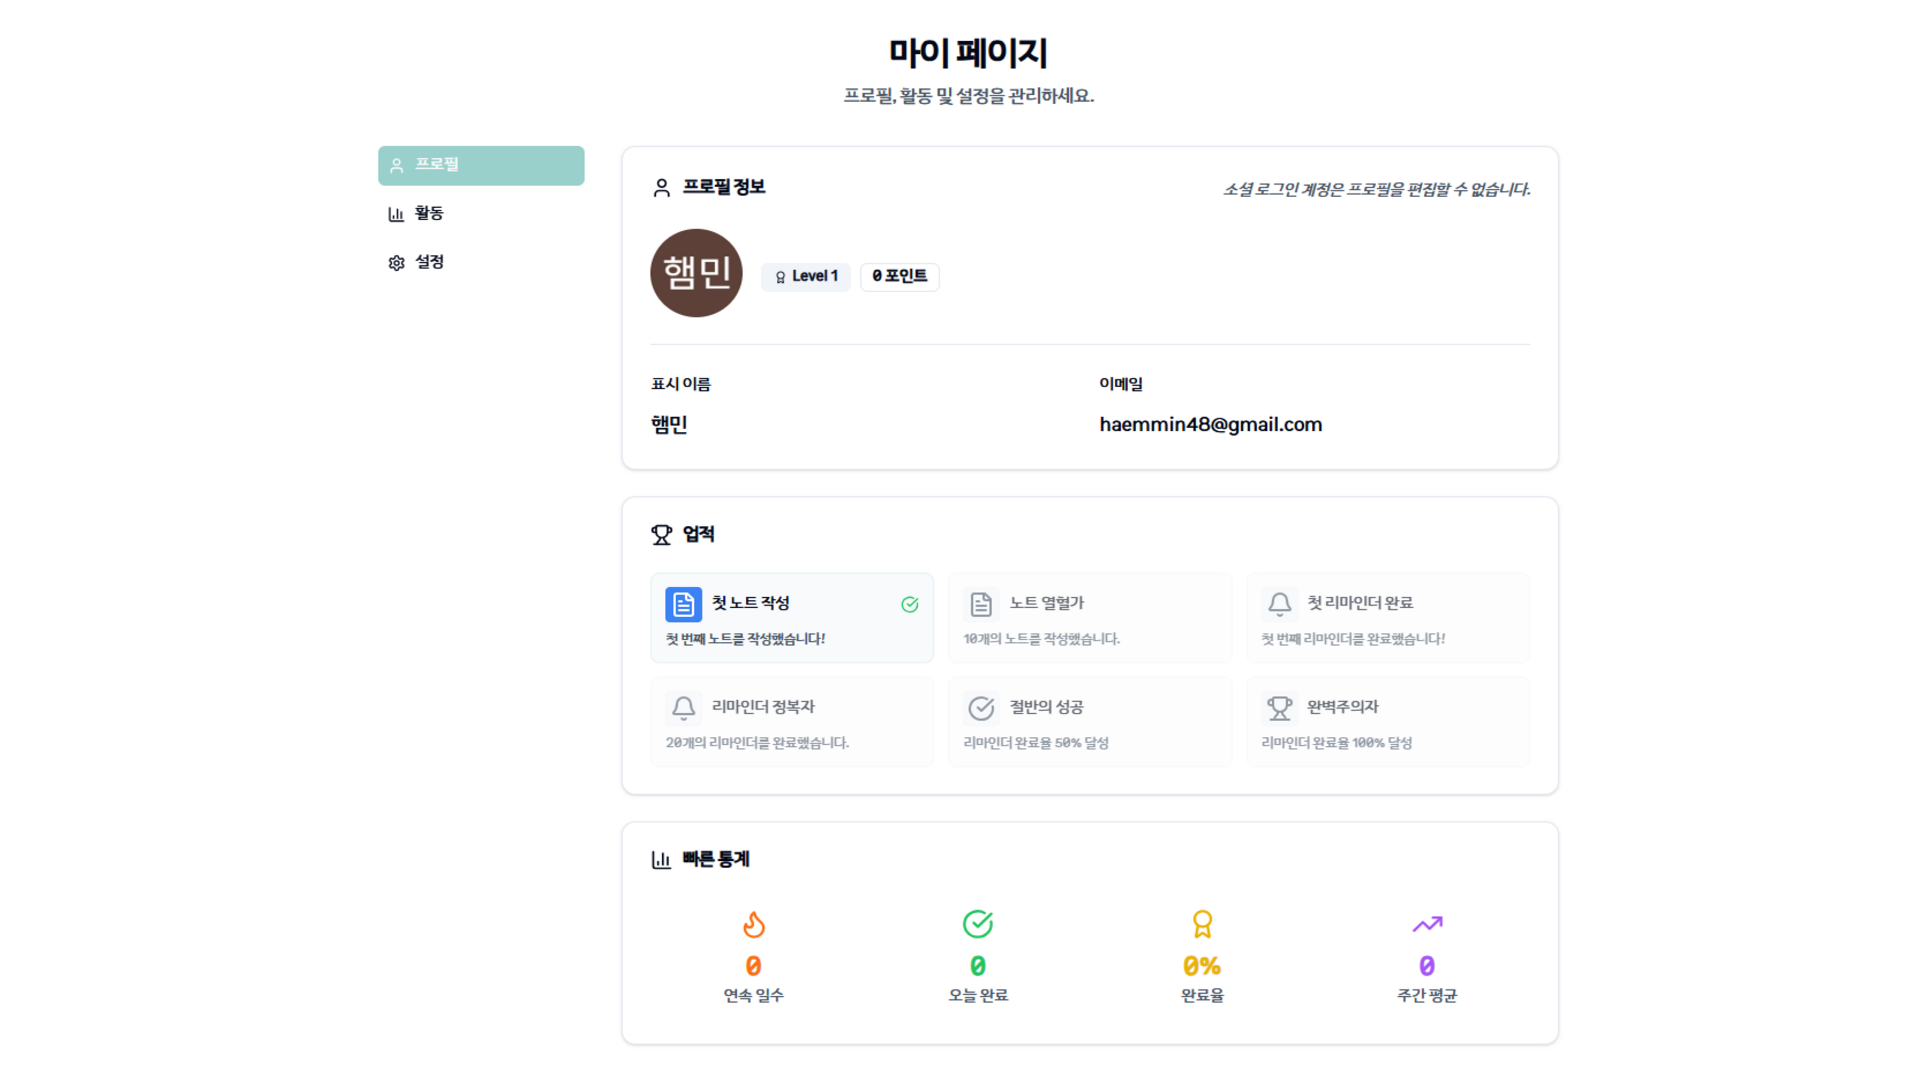 마이 페이지
프로필, 활동 및 설정을 관리하세요.
프로필
활동
설정
프로필 정보
소셜 로그인 계정은 프로필을 편집할 수 없습니다.
햄민
Level 1
0 포인트
표시 이름
햄민
이메일
haemmin48@gmail.com
업적
첫 노트 작성
첫 번째 노트를 작성했습니다!
노트 열혈가
10개의 노트를 작성했습니다.
첫 리마인더 완료
첫 번째 리마인더를 완료했습니다!
리마인더 정복자
20개의 리마인더를 완료했습니다.
절반의 성공
리마인더 완료율 50% 달성
완벽주의자
리마인더 완료율 100% 달성
빠른 통계
0
연속 일수
0
오늘 완료
0%
완료율
0
주간 평균